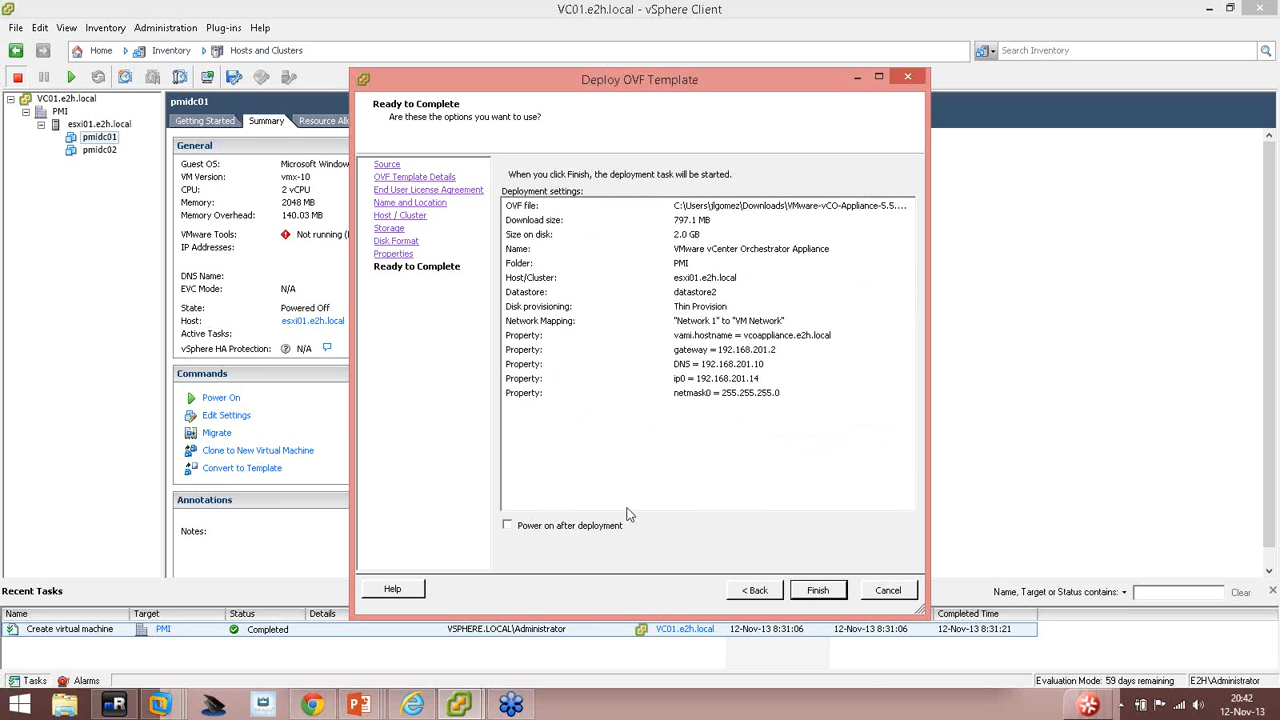 VC01.e2h.local - vSphere Client
File Edit View Inventory Administration Plug-ins Help
Home Inventory Hosts and Clusters Search Inventory
VC01.e2h.local
PMI
esxi01.e2h.local
pmidc01
pmidc02
pmidc01
Getting Started Summary Resource Allo
General
Guest OS: Microsoft Window
VM Version: vmx-10
CPU: 2 vCPU
Memory: 2048 MB
Memory Overhead: 140.03 MB
VMware Tools: Not running (
IP Addresses:
DNS Name:
EVC Mode: N/A
State: Powered Off
Host: esxi01.e2h.local
Active Tasks:
vSphere HA Protection: N/A
Commands
Power On
Edit Settings
Migrate
Clone to New Virtual Machine
Convert to Template
Annotations
Notes:
Deploy OVF Template
Ready to Complete
Are these the options you want to use?
Source
OVF Template Details
End User License Agreement
Name and Location
Host / Cluster
Storage
Disk Format
Properties
Ready to Complete
When you click Finish, the deployment task will be started.
Deployment settings:
OVF file: C:\Users\jlgomez\Downloads\VMware-vCO-Appliance-5.5....
Download size: 797.1 MB
Size on disk: 2.0 GB
Name: VMware vCenter Orchestrator Appliance
Folder: PMI
Host/Cluster: esxi01.e2h.local
Datastore: datastore2
Disk provisioning: Thin Provision
Network Mapping: "Network 1" to "VM Network"
Property: vami.hostname = vcoappliance.e2h.local
Property: gateway = 192.168.201.2
Property: DNS = 192.168.201.10
Property: ip0 = 192.168.201.14
Property: netmask0 = 255.255.255.0
Power on after deployment
Help < Back Finish Cancel
Recent Tasks Name, Target or Status contains: Clear
Name Target Status Details Completed Time
Create virtual machine PMI Completed VSPHERE.LOCAL\Administrator VC01.e2h.local 12-Nov-13 8:31:06 12-Nov-13 8:31:06 12-Nov-13 8:31:21
Tasks Alarms Evaluation Mode: 59 days remaining E2H\Administrator
20:42
12-Nov-13